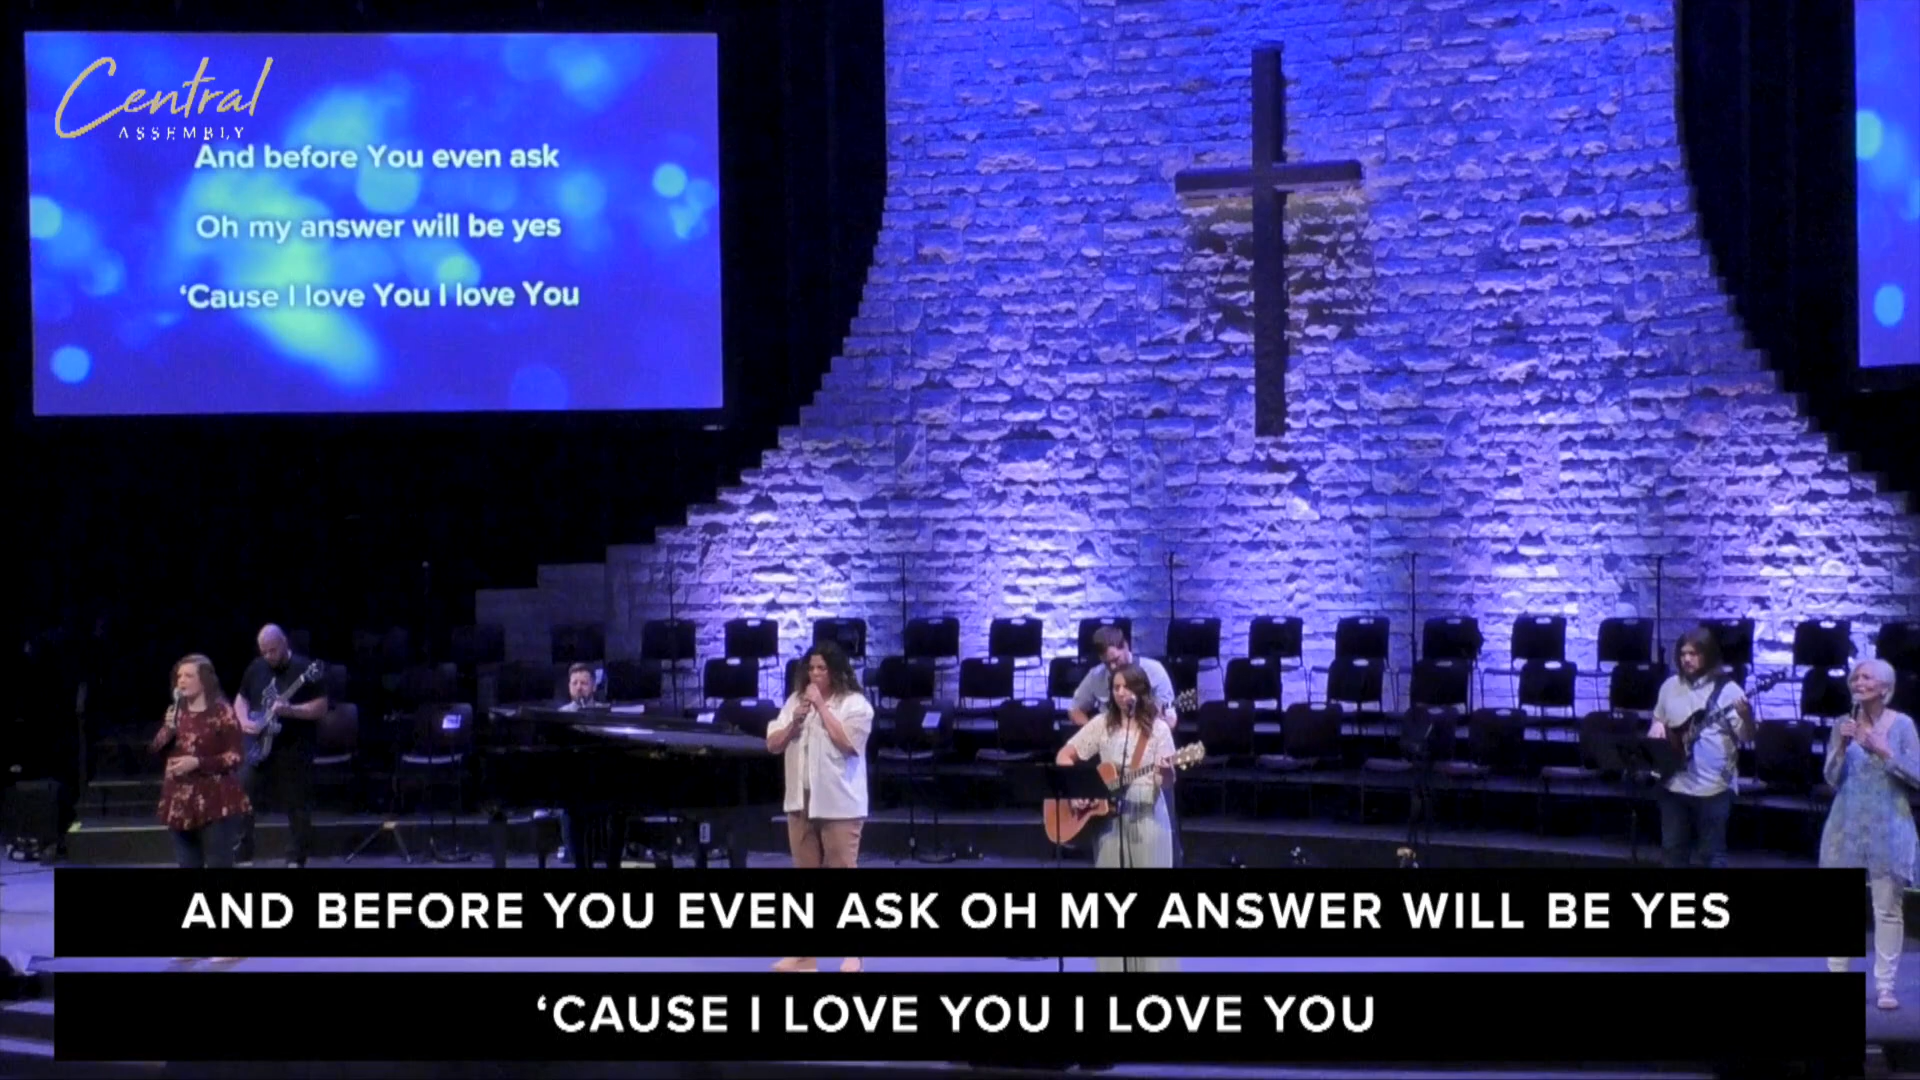 Central
ASSEMBLY
And before You even ask
Oh my answer will be yes
‘Cause I love You I love You
AND BEFORE YOU EVEN ASK OH MY ANSWER WILL BE YES
‘CAUSE I LOVE YOU I LOVE YOU